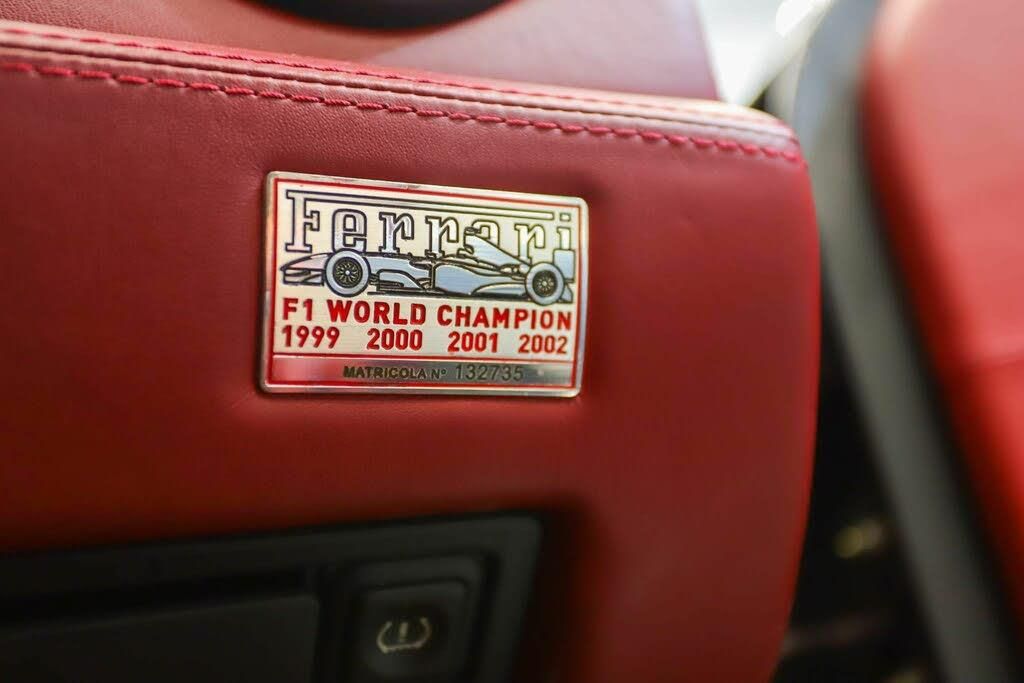 Ferrari
F1 WORLD CHAMPION
1999 2000 2001 2002
MATRICOLA Nº 132735